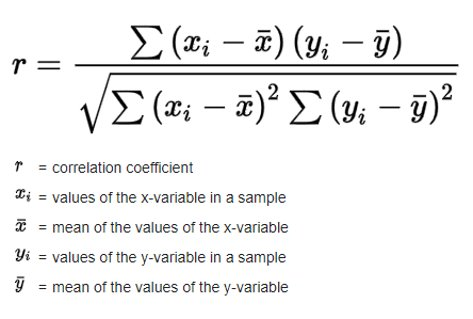 r = ∑ (xᵢ − x̄) (yᵢ − ȳ) / √∑ (xᵢ − x̄)² ∑ (yᵢ − ȳ)²
r = correlation coefficient
xᵢ = values of the x-variable in a sample
x̄ = mean of the values of the x-variable
yᵢ = values of the y-variable in a sample
ȳ = mean of the values of the y-variable